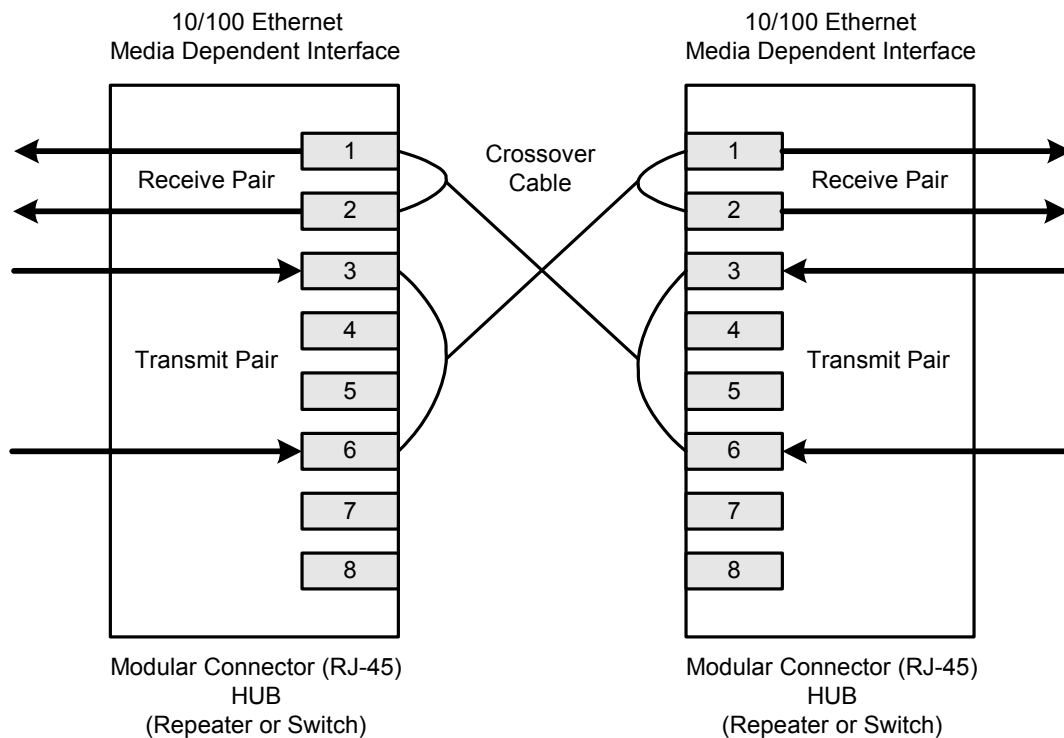 10/100 Ethernet
Media Dependent Interface
10/100 Ethernet
Media Dependent Interface
1
Receive Pair
2
3
4
Transmit Pair
5
6
7
8
Crossover
Cable
1
Receive Pair
2
3
4
Transmit Pair
5
6
7
8
Modular Connector (RJ-45)
HUB
(Repeater or Switch)
Modular Connector (RJ-45)
HUB
(Repeater or Switch)